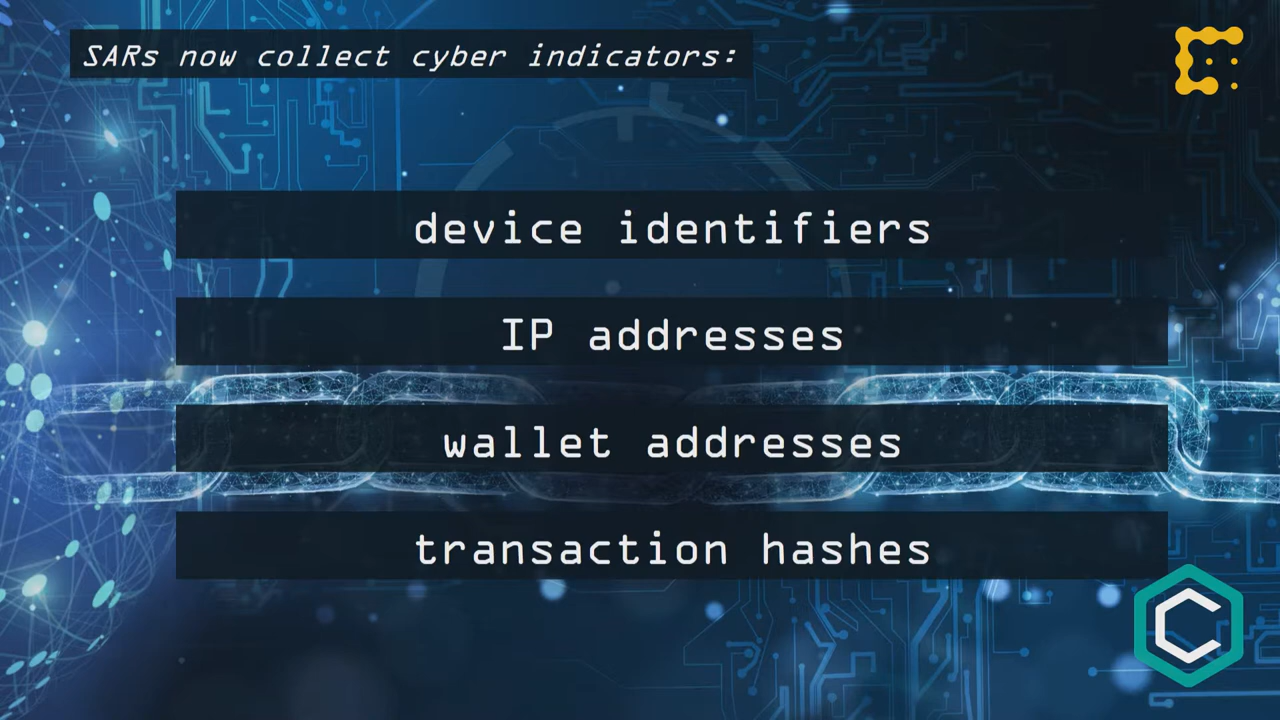 SARs now collect cyber indicators:
device identifiers
IP addresses
wallet addresses
transaction hashes